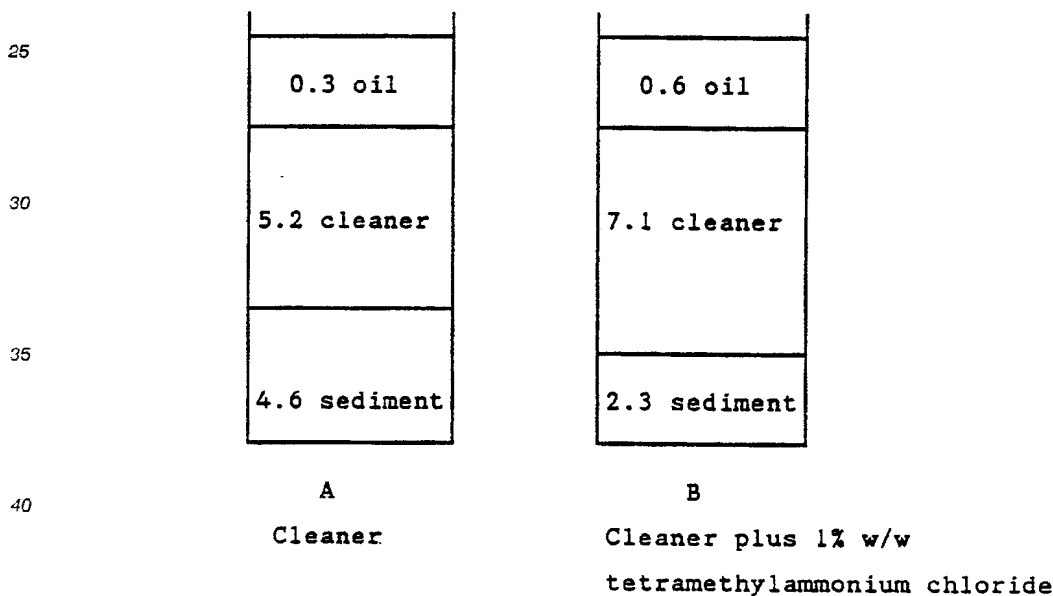 25
0.3 oil
0.6 oil
30
5.2 cleaner
7.1 cleaner
35
4.6 sediment
2.3 sediment
A
B
40
Cleaner
Cleaner plus 1% w/w
tetramethylammonium chloride